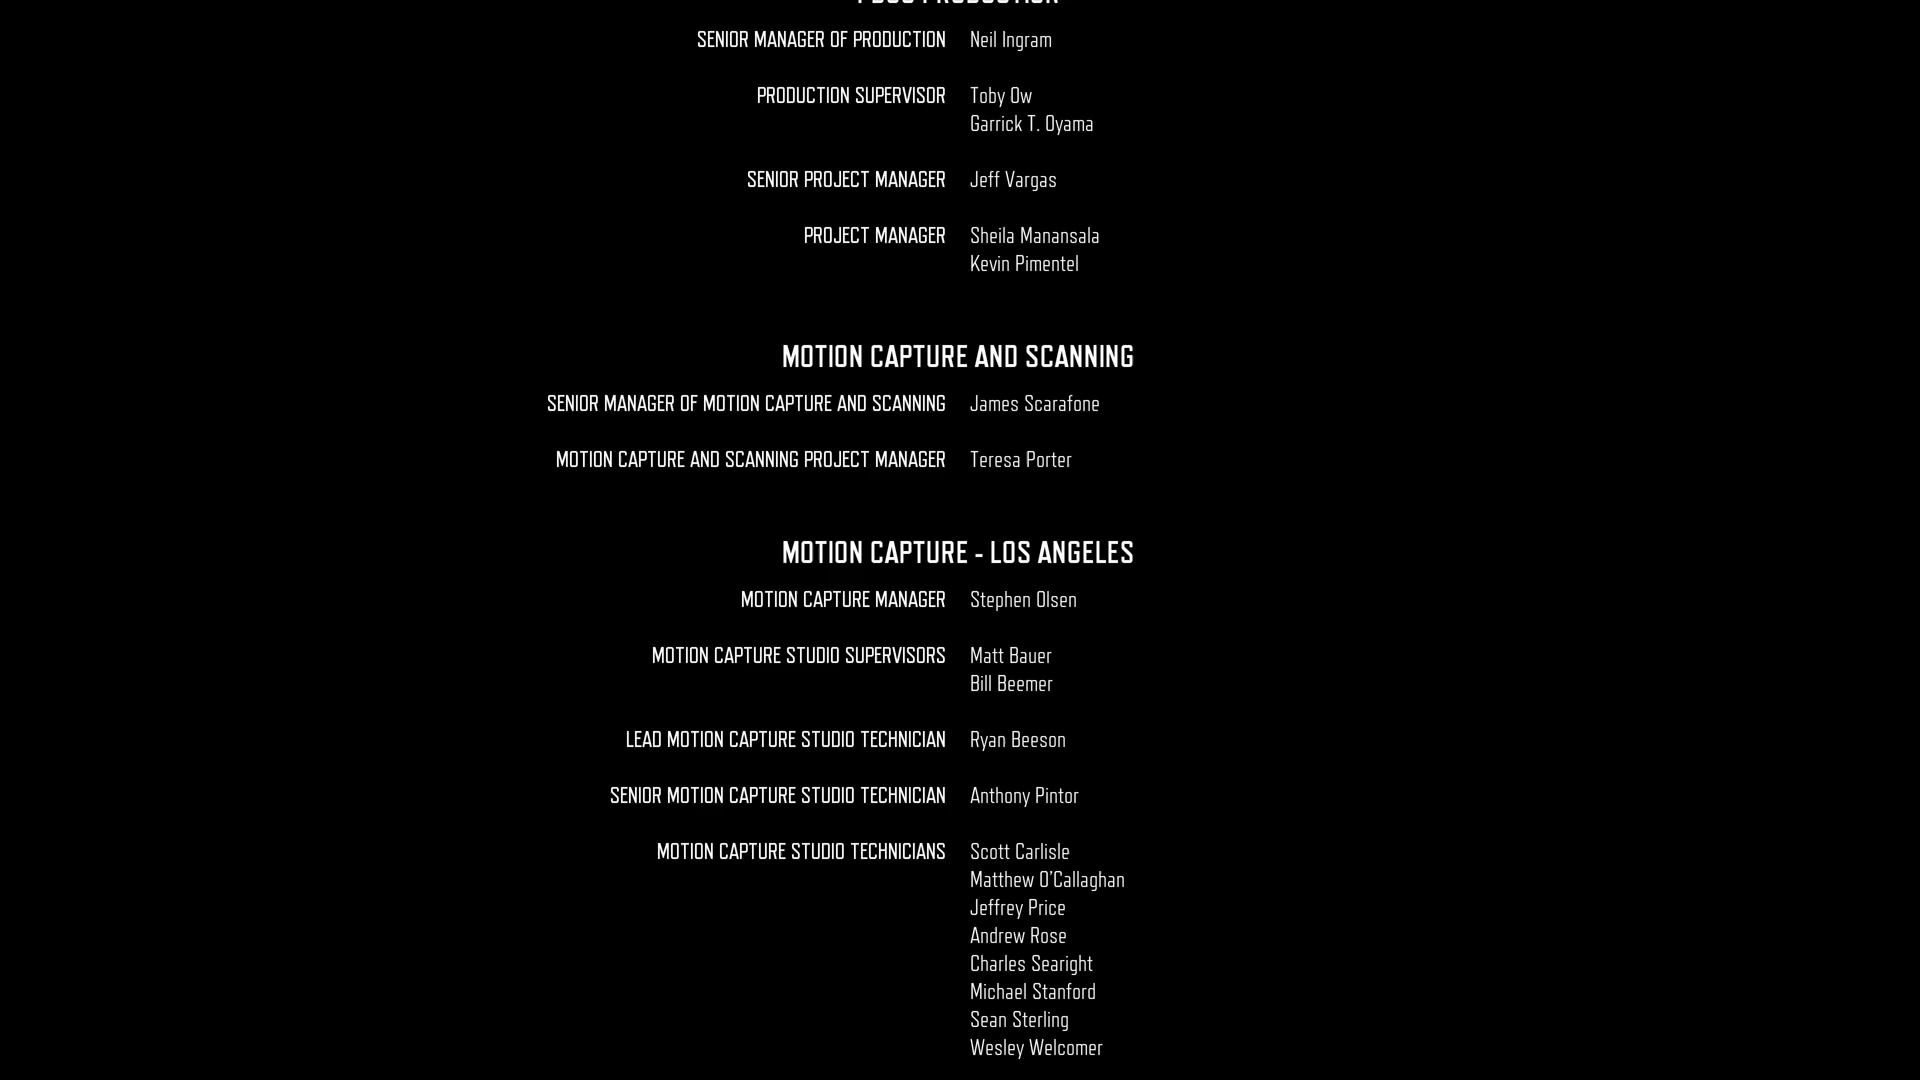 SENIOR MANAGER OF PRODUCTION Neil Ingram
PRODUCTION SUPERVISOR Toby Ow
Garrick T. Oyama
SENIOR PROJECT MANAGER Jeff Vargas
PROJECT MANAGER Sheila Manansala
Kevin Pimentel
MOTION CAPTURE AND SCANNING
SENIOR MANAGER OF MOTION CAPTURE AND SCANNING James Scarafone
MOTION CAPTURE AND SCANNING PROJECT MANAGER Teresa Porter
MOTION CAPTURE - LOS ANGELES
MOTION CAPTURE MANAGER Stephen Olsen
MOTION CAPTURE STUDIO SUPERVISORS Matt Bauer
Bill Beemer
LEAD MOTION CAPTURE STUDIO TECHNICIAN Ryan Beeson
SENIOR MOTION CAPTURE STUDIO TECHNICIAN Anthony Pintor
MOTION CAPTURE STUDIO TECHNICIANS Scott Carlisle
Matthew O'Callaghan
Jeffrey Price
Andrew Rose
Charles Searight
Michael Stanford
Sean Sterling
Wesley Welcomer